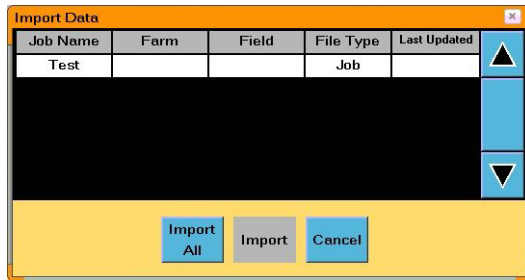 Import Data
Job Name Farm Field File Type Last Updated
Test Job
Import All
Import
Cancel